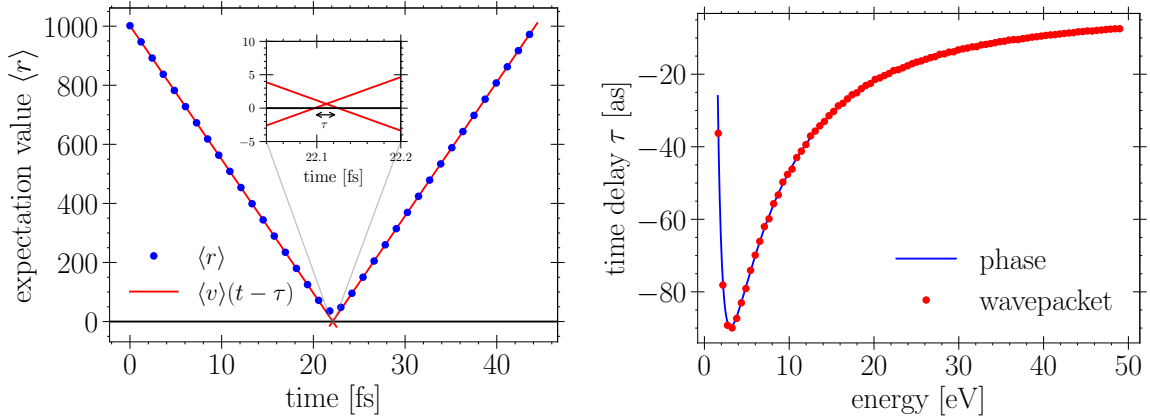 expectation value ⟨r⟩
1000
800
600
400
200
0
0
10
20
30
40
time [fs]
⟨r⟩
⟨v⟩(t − τ)
10
5
0
−5
τ
22.1
22.2
time [fs]
time delay τ [as]
−20
−40
−60
−80
0
10
20
30
40
50
energy [eV]
phase
wavepacket